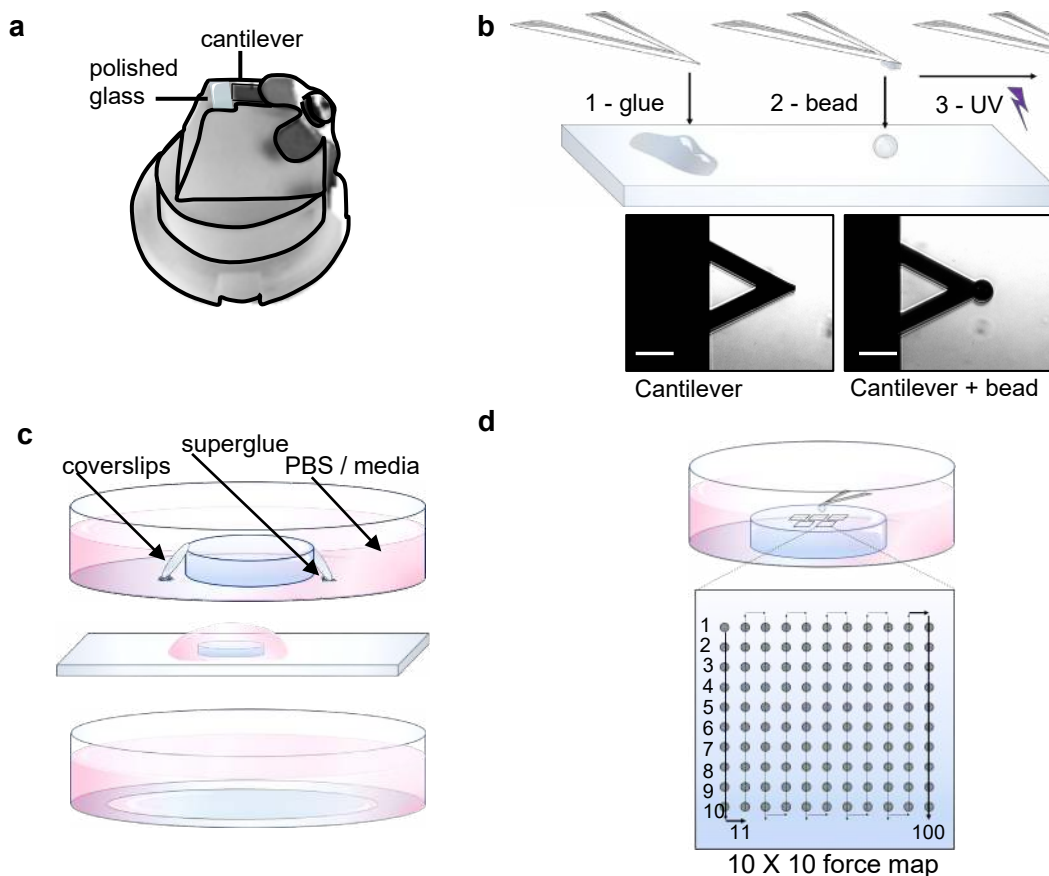 a
cantilever
polished
glass
b
1 - glue
2 - bead
3 - UV
Cantilever
Cantilever + bead
c
superglue
coverslips
PBS / media
d
1
2
3
4
5
6
7
8
9
10
11
100
10 X 10 force map